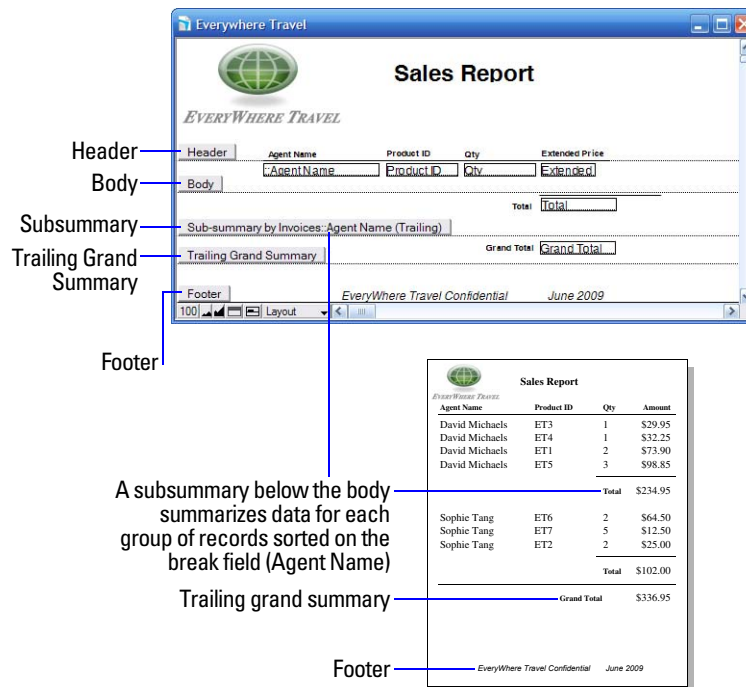 Everywhere Travel
Sales Report
EVERYWHERE TRAVEL
Header
Header
Agent Name Product ID Qty Extended Price
::Agent Name Product ID Qty Extended
Body
Body
Total Total
Subsummary
Sub-summary by Invoices::Agent Name (Trailing)
Trailing Grand
Summary
Trailing Grand Summary
Grand Total Grand Total
Footer
EveryWhere Travel Confidential June 2009
100 Layout
Footer
Sales Report
EVERYWHERE TRAVEL
Agent Name Product ID Qty Amount
David Michaels ET3 1 $29.95
David Michaels ET4 1 $32.25
David Michaels ET1 2 $73.90
David Michaels ET5 3 $98.85
Total $234.95
Sophie Tang ET6 2 $64.50
Sophie Tang ET7 5 $12.50
Sophie Tang ET2 2 $25.00
Total $102.00
Grand Total $336.95
EveryWhere Travel Confidential June 2009
A subsummary below the body
summarizes data for each
group of records sorted on the
break field (Agent Name)
Trailing grand summary
Footer